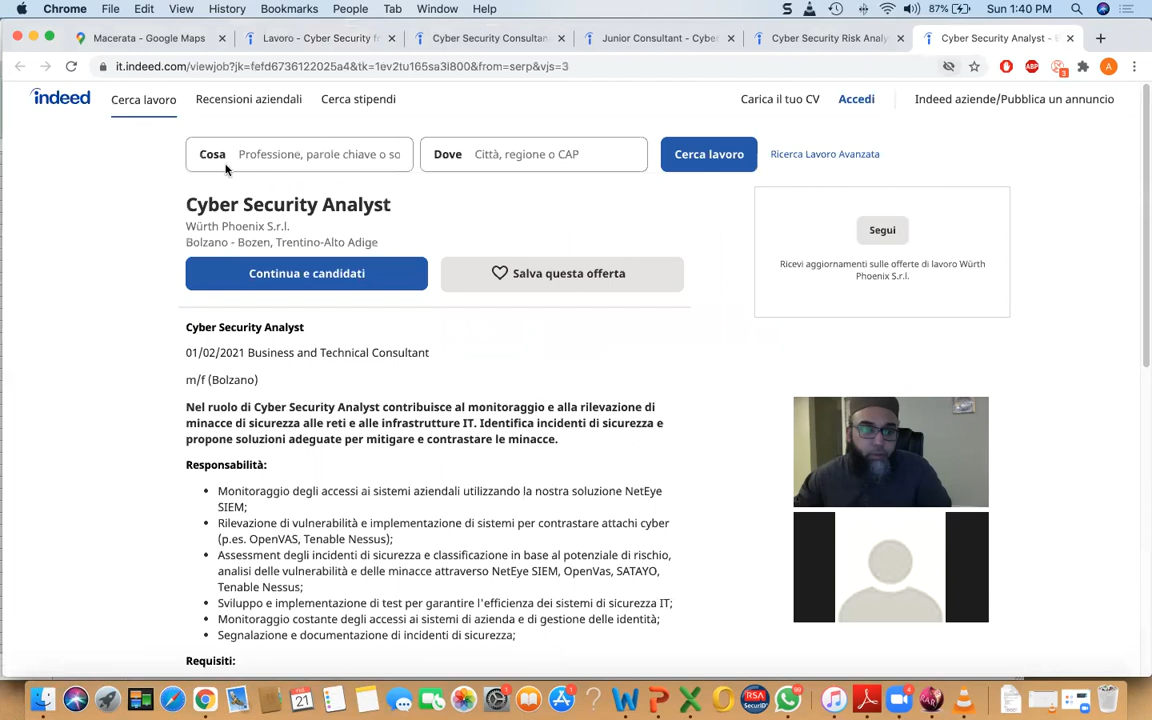 Chrome File Edit View History Bookmarks People Tab Window Help 87% Sun 1:40 PM
Macerata - Google Maps Lavoro - Cyber Security fr Cyber Security Consultan Junior Consultant - Cybe Cyber Security Risk Analy Cyber Security Analyst - B
it.indeed.com/viewjob?jk=fefd6736122025a4&tk=1ev2tu165sa3l800&from=serp&vjs=3 ABP 3 A
indeed Cerca lavoro Recensioni aziendali Cerca stipendi Carica il tuo CV Accedi Indeed aziende/Pubblica un annuncio
Cosa Professione, parole chiave o so Dove Città, regione o CAP Cerca lavoro Ricerca Lavoro Avanzata
Cyber Security Analyst
Würth Phoenix S.r.l.
Bolzano - Bozen, Trentino-Alto Adige
Continua e candidati Salva questa offerta
Segui
Ricevi aggiornamenti sulle offerte di lavoro Würth
Phoenix S.r.l.
Cyber Security Analyst
01/02/2021 Business and Technical Consultant
m/f (Bolzano)
Nel ruolo di Cyber Security Analyst contribuisce al monitoraggio e alla rilevazione di
minacce di sicurezza alle reti e alle infrastrutture IT. Identifica incidenti di sicurezza e
propone soluzioni adeguate per mitigare e contrastare le minacce.
Responsabilità:
• Monitoraggio degli accessi ai sistemi aziendali utilizzando la nostra soluzione NetEye
SIEM;
• Rilevazione di vulnerabilità e implementazione di sistemi per contrastare attachi cyber
(p.es. OpenVAS, Tenable Nessus);
• Assessment degli incidenti di sicurezza e classificazione in base al potenziale di rischio,
analisi delle vulnerabilità e delle minacce attraverso NetEye SIEM, OpenVas, SATAYO,
Tenable Nessus;
• Sviluppo e implementazione di test per garantire l'efficienza dei sistemi di sicurezza IT;
• Monitoraggio costante degli accessi ai sistemi di azienda e di gestione delle identità;
• Segnalazione e documentazione di incidenti di sicurezza;
Requisiti:
21
RSA
SecurID